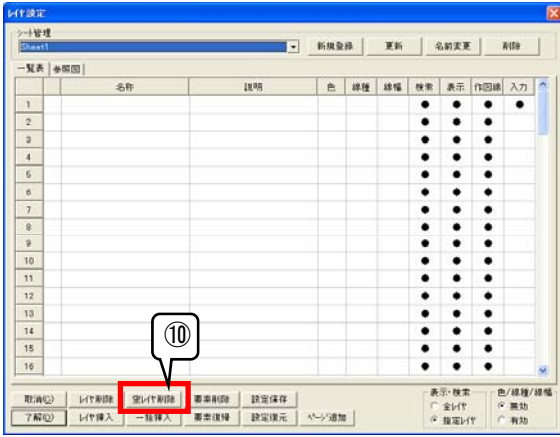 ﾚｲﾔ設定
ｼｰﾄ管理
Sheet1
新規登録 更新 名前変更 削除
一覧表 参照図
名称 説明 色 線種 線幅 検索 表示 作図線 入力
1 ● ● ● ●
2 ● ● ●
3 ● ● ●
4 ● ● ●
5 ● ● ●
6 ● ● ●
7 ● ● ●
8 ● ● ●
9 ● ● ●
10 ● ● ●
11 ● ● ●
12 ● ● ●
13 ● ● ●
14 ● ● ●
15 ● ● ●
16 ● ● ●
⑩
取消(C) ﾚｲﾔ削除 空ﾚｲﾔ削除 要素削除 設定保存
了解(O) ﾚｲﾔ挿入 一括挿入 要素復帰 設定復元 ﾍﾟｰｼﾞ追加
表示・検索
全ﾚｲﾔ
指定ﾚｲﾔ
色/線種/線幅
無効
有効